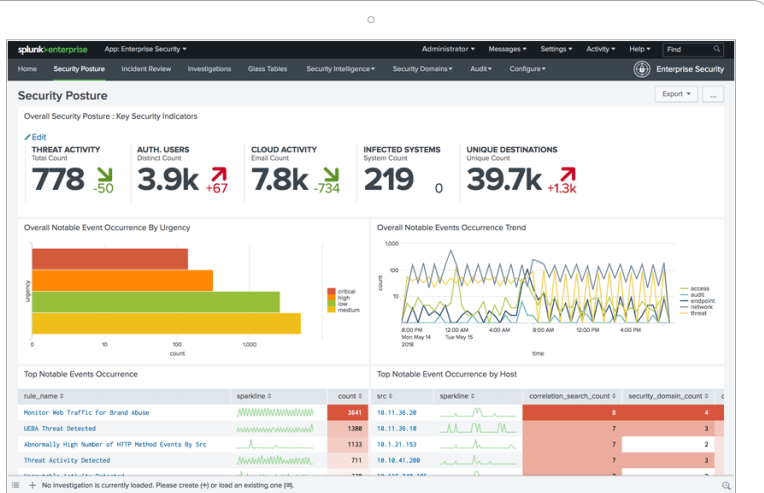 splunk>enterprise App: Enterprise Security Administrator Messages Settings Activity Help Find
Home Security Posture Incident Review Investigations Glass Tables Security Intelligence Security Domains Audit Configure Enterprise Security
Security Posture Export ...
Overall Security Posture : Key Security Indicators
Edit
THREAT ACTIVITY AUTH. USERS CLOUD ACTIVITY INFECTED SYSTEMS UNIQUE DESTINATIONS
Total Count Distinct Count Email Count System Count Unique Count
778 -50 3.9k +67 7.8k -734 219 0 39.7k +1.3k
Overall Notable Event Occurrence By Urgency
urgency
critical
high
low
medium
0 10 100 1,000
count
Overall Notable Events Occurrence Trend
1,000
100
10
count
access
audit
endpoint
network
threat
8:00 PM 12:00 AM 4:00 AM 8:00 AM 12:00 PM 4:00 PM
Mon May 14 Tue May 15
2018
time
Top Notable Events Occurrence
rule_name sparkline count
Monitor Web Traffic For Brand Abuse 3641
UEBA Threat Detected 1380
Abnormally High Number of HTTP Method Events By Src 1133
Threat Activity Detected 711
Top Notable Event Occurrence by Host
src sparkline correlation_search_count security_domain_count c
10.11.36.20 8 4
10.11.36.18 7 3
10.1.21.153 7 2
10.10.41.200 7 3
No investigation is currently loaded. Please create (+) or load an existing one